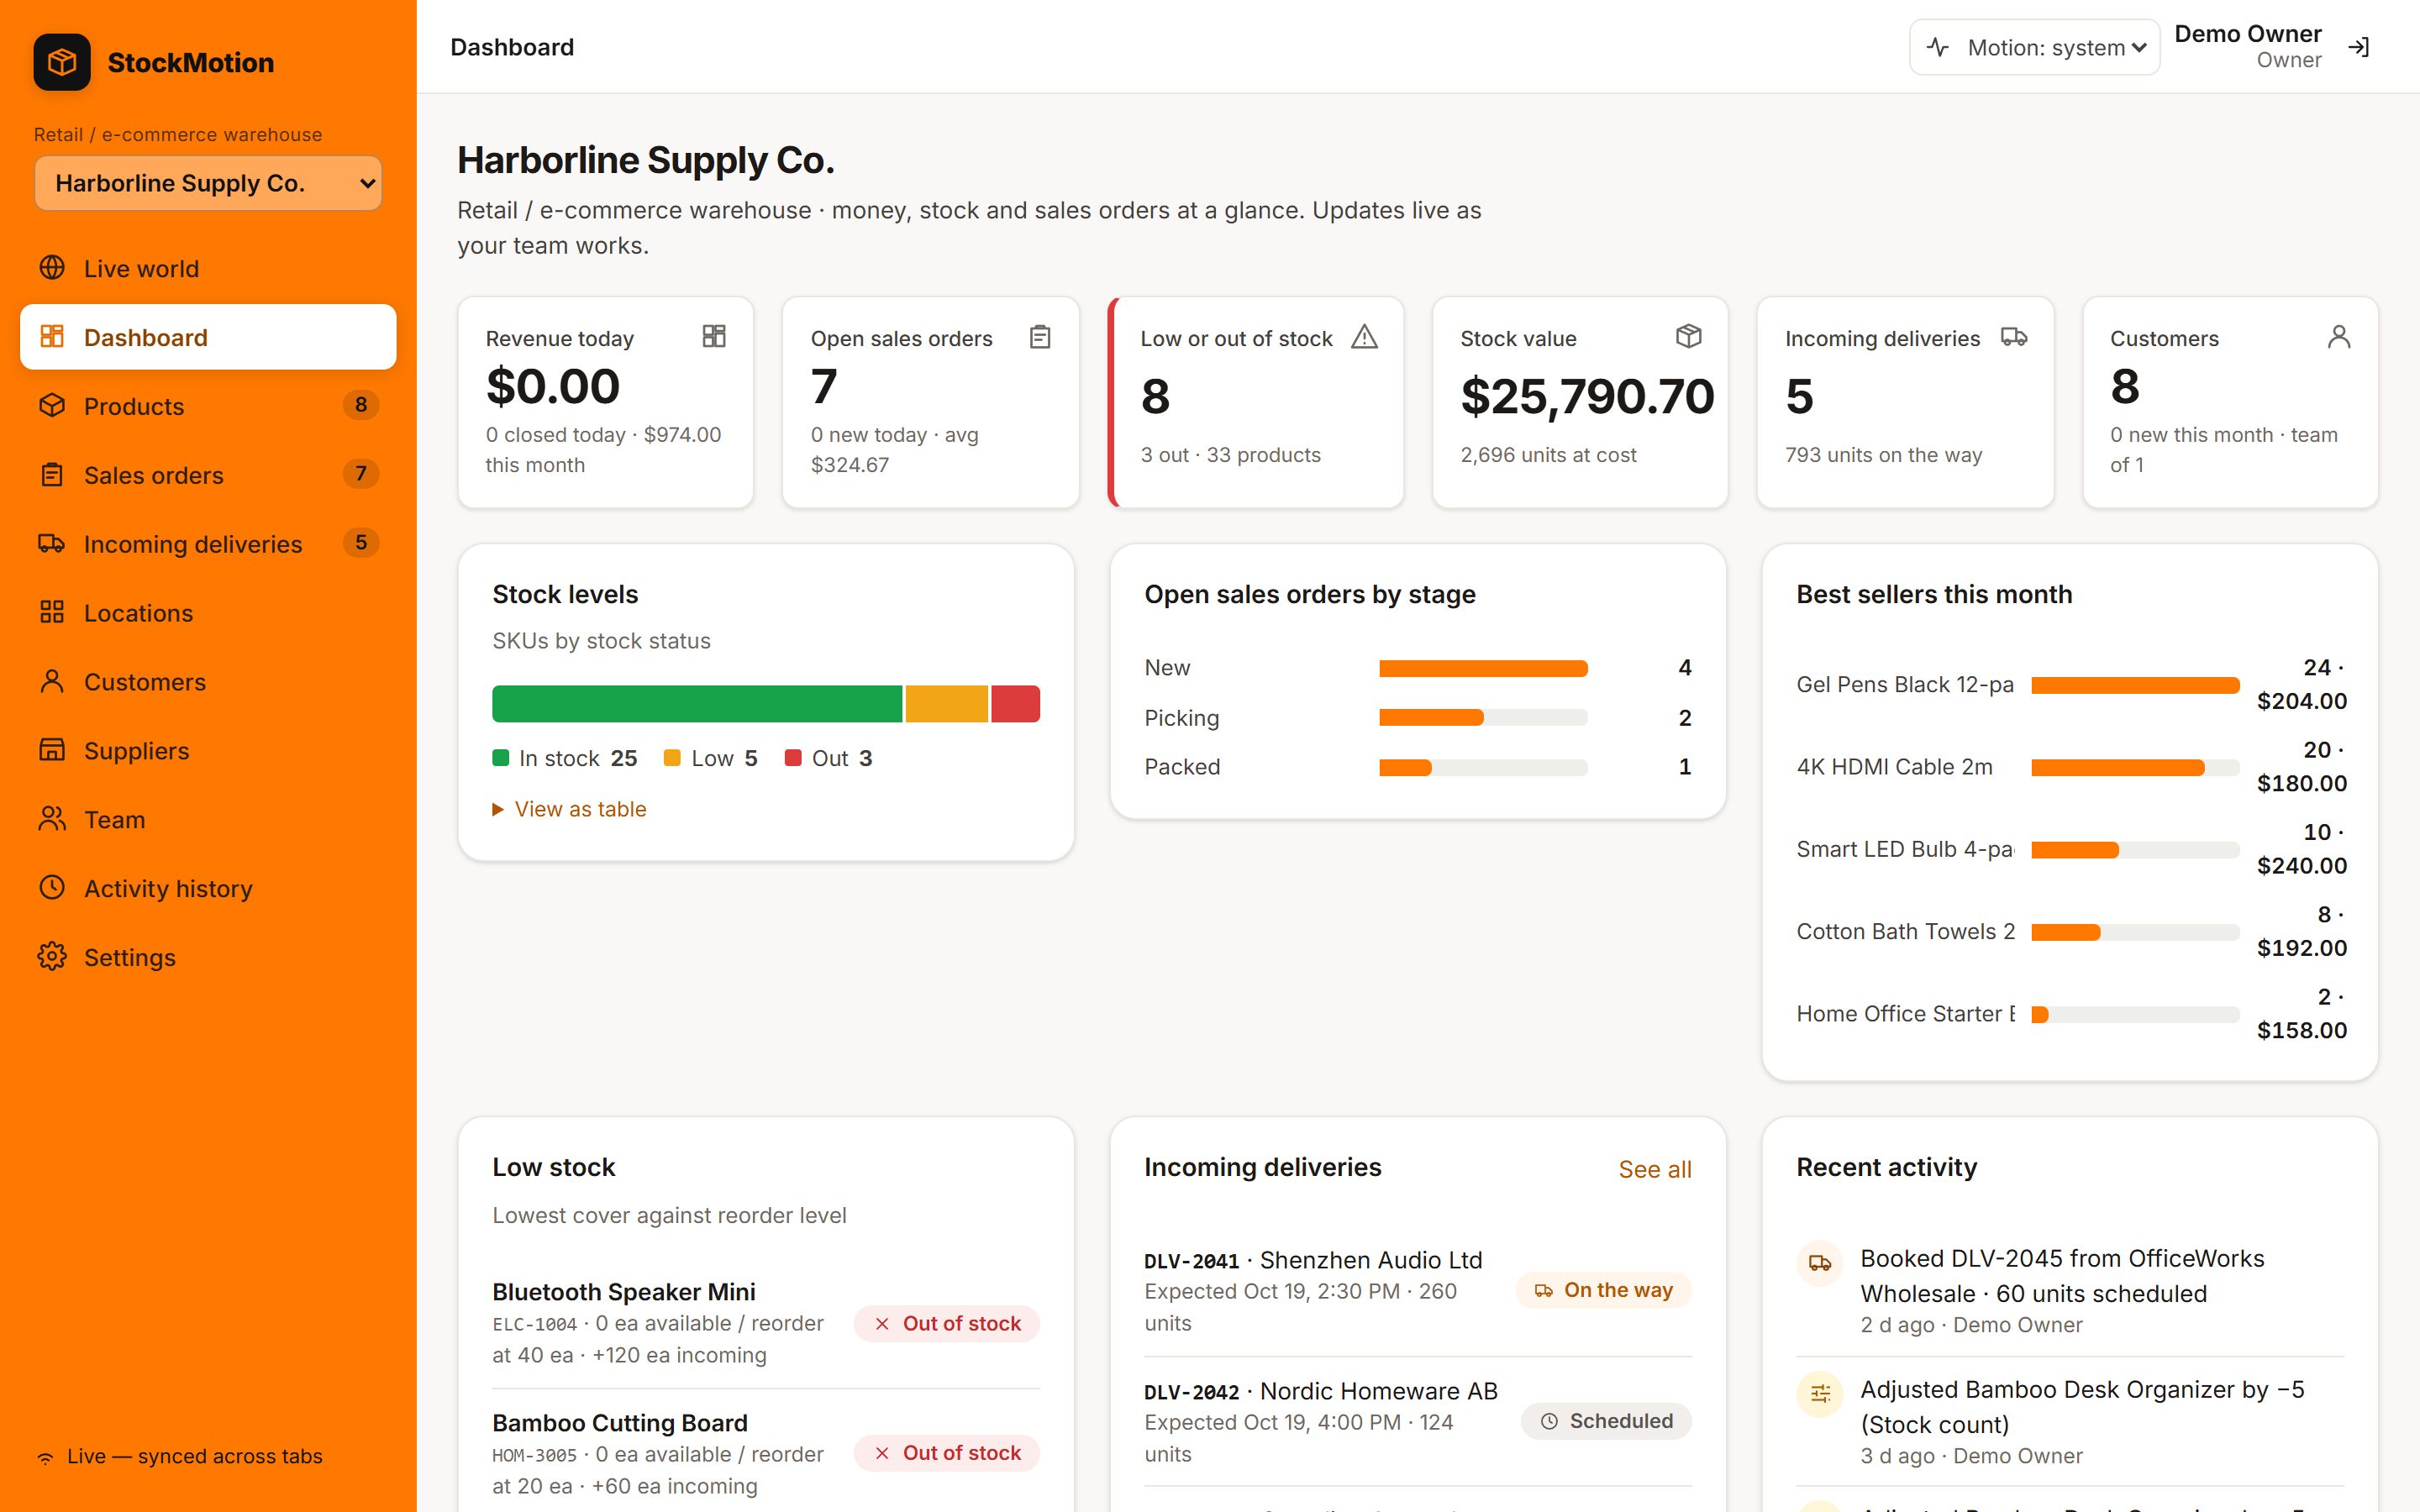 StockMotion
Retail / e-commerce warehouse
Harborline Supply Co.
Live world
Dashboard
Products 8
Sales orders 7
Incoming deliveries 5
Locations
Customers
Suppliers
Team
Activity history
Settings
Live — synced across tabs
Dashboard
Motion: system
Demo Owner
Owner
Harborline Supply Co.
Retail / e-commerce warehouse · money, stock and sales orders at a glance. Updates live as
your team works.
Revenue today
$0.00
0 closed today · $974.00
this month
Open sales orders
7
0 new today · avg
$324.67
Low or out of stock
8
3 out · 33 products
Stock value
$25,790.70
2,696 units at cost
Incoming deliveries
5
793 units on the way
Customers
8
0 new this month · team
of 1
Stock levels
SKUs by stock status
In stock 25 Low 5 Out 3
View as table
Open sales orders by stage
New 4
Picking 2
Packed 1
Best sellers this month
Gel Pens Black 12-pa 24 ·
$204.00
4K HDMI Cable 2m 20 ·
$180.00
Smart LED Bulb 4-pa 10 ·
$240.00
Cotton Bath Towels 2 8 ·
$192.00
Home Office Starter 2 ·
$158.00
Low stock
Lowest cover against reorder level
Bluetooth Speaker Mini
ELC-1004 · 0 ea available / reorder
at 40 ea · +120 ea incoming
Out of stock
Bamboo Cutting Board
HOM-3005 · 0 ea available / reorder
at 20 ea · +60 ea incoming
Out of stock
Incoming deliveries
See all
DLV-2041 · Shenzhen Audio Ltd
Expected Oct 19, 2:30 PM · 260
units
On the way
DLV-2042 · Nordic Homeware AB
Expected Oct 19, 4:00 PM · 124
units
Scheduled
Recent activity
Booked DLV-2045 from OfficeWorks
Wholesale · 60 units scheduled
2 d ago · Demo Owner
Adjusted Bamboo Desk Organizer by −5
(Stock count)
3 d ago · Demo Owner